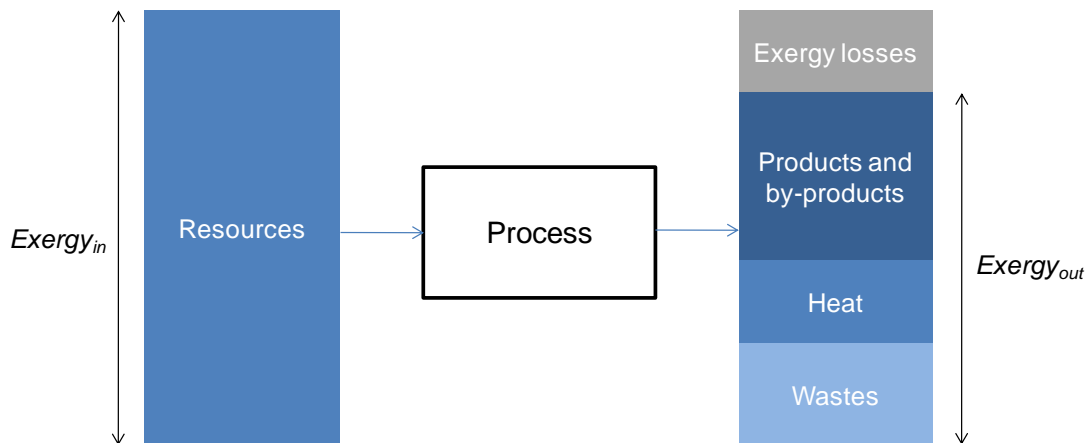 Exergy losses
Products and
by-products
Resources
Process
Exergyin
Exergyout
Heat
Wastes